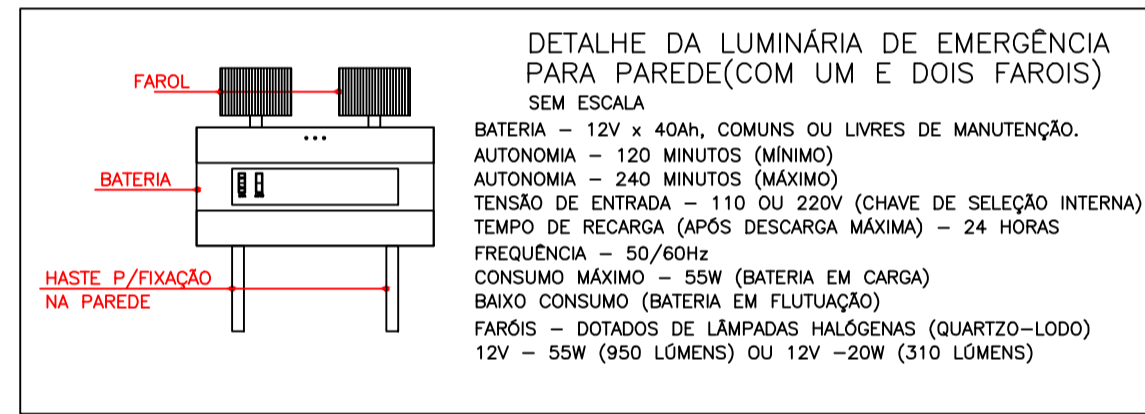 DETALHE DA LUMINÁRIA DE EMERGÊNCIA
PARA PAREDE(COM UM E DOIS FAROIS)
SEM ESCALA
FAROL
BATERIA
HASTE P/FIXAÇÃO
NA PAREDE
BATERIA – 12V x 40Ah, COMUNS OU LIVRES DE MANUTENÇÃO.
AUTONOMIA – 120 MINUTOS (MÍNIMO)
AUTONOMIA – 240 MINUTOS (MÁXIMO)
TENSÃO DE ENTRADA – 110 OU 220V (CHAVE DE SELEÇÃO INTERNA)
TEMPO DE RECARGA (APÓS DESCARGA MÁXIMA) – 24 HORAS
FREQUÊNCIA – 50/60Hz
CONSUMO MÁXIMO – 55W (BATERIA EM CARGA)
BAIXO CONSUMO (BATERIA EM FLUTUAÇÃO)
FARÓIS – DOTADOS DE LÂMPADAS HALÓGENAS (QUARTZO–LODO)
12V – 55W (950 LÚMENS) OU 12V –20W (310 LÚMENS)